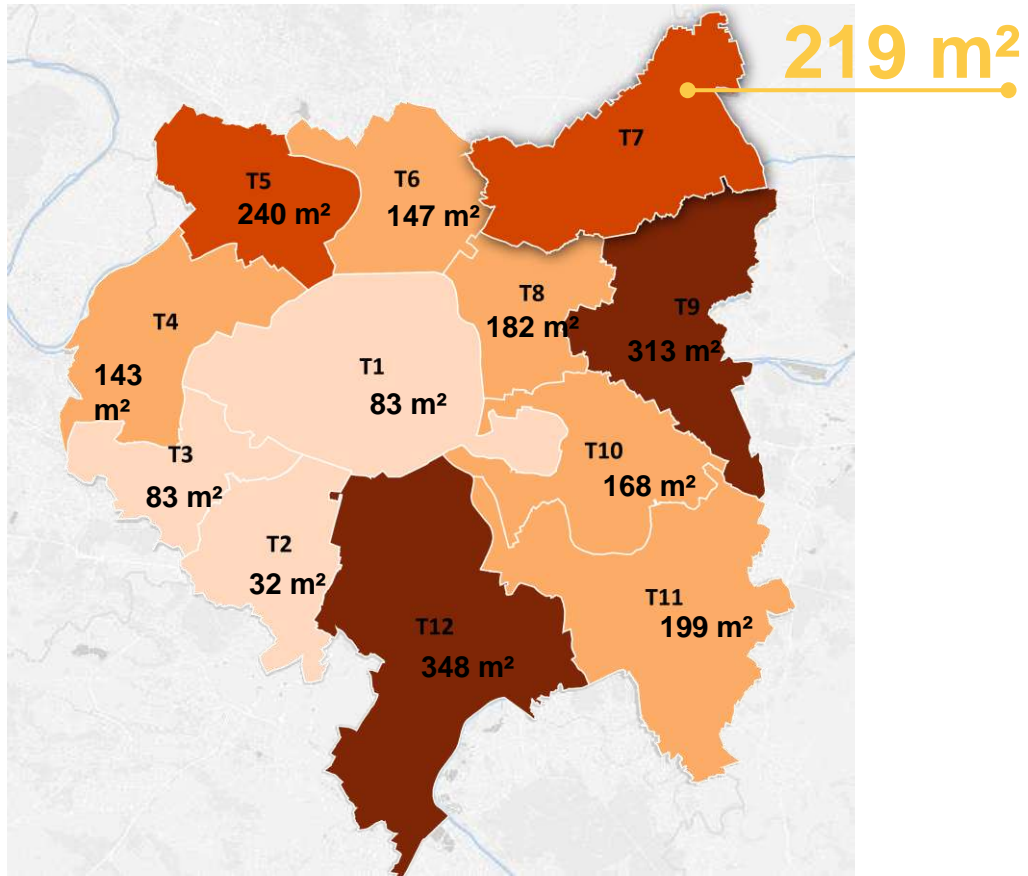 219 m²
T7
T5
240 m²
T6
147 m²
T4
143
m²
T8
182 m²
T9
313 m²
T1
83 m²
T3
83 m²
T10
168 m²
T2
32 m²
T11
199 m²
T12
348 m²